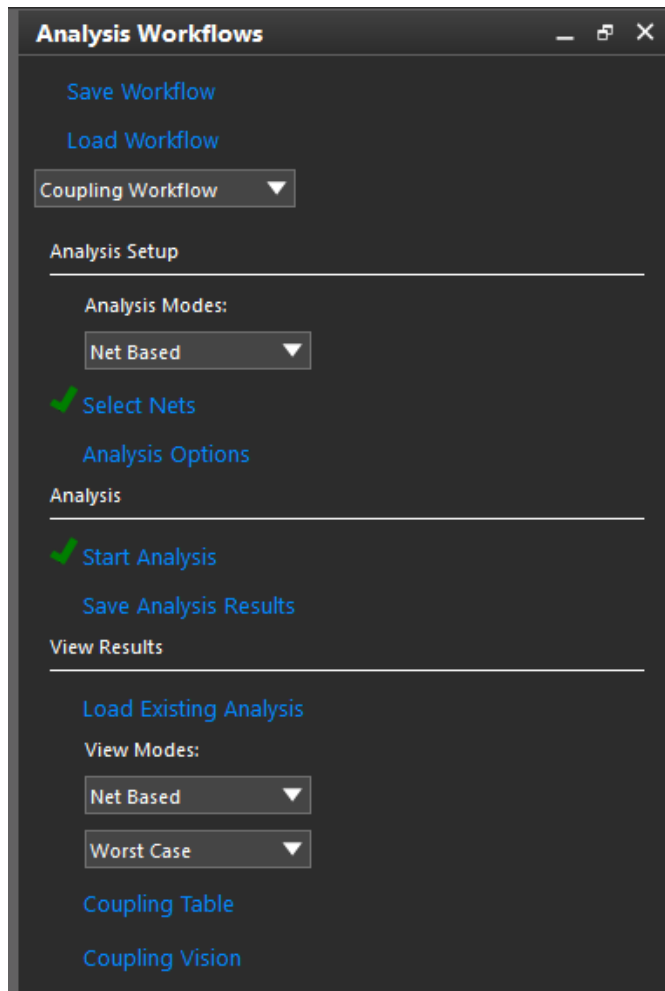 Analysis Workflows
Save Workflow
Load Workflow
Coupling Workflow
Analysis Setup
Analysis Modes:
Net Based
Select Nets
Analysis Options
Analysis
Start Analysis
Save Analysis Results
View Results
Load Existing Analysis
View Modes:
Net Based
Worst Case
Coupling Table
Coupling Vision